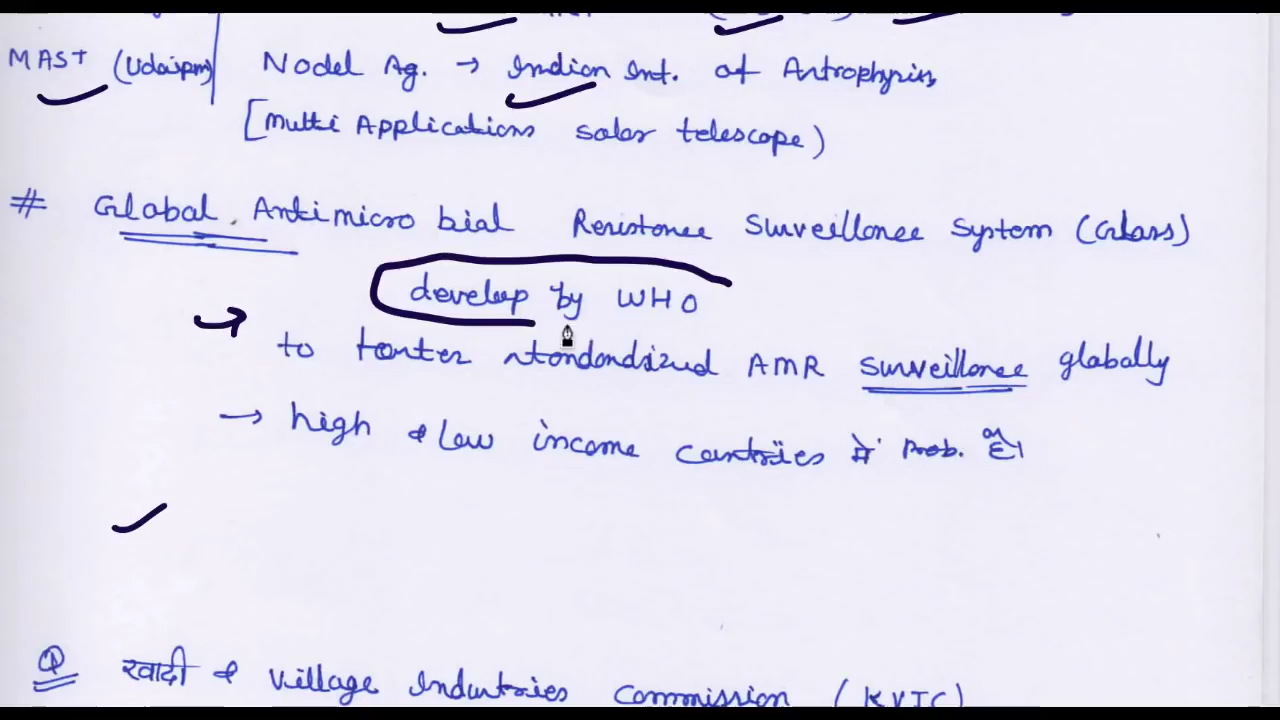 MAST (Udaipur) Nodel Ag. → Indian Int. of Astrophysics
[Multi Applications solar telescope)
# Global Antimicrobial Resistance Surveillance System (Glass)
develop by WHO
→ to foster standardized AMR surveillance globally
→ high & low income countries में Prob. है।
Q खादी & Village Industries Commission (KVIC)